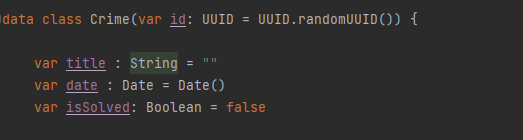 data class Crime(var id: UUID = UUID.randomUUID()) {
var title : String = ""
var date : Date = Date()
var isSolved: Boolean = false